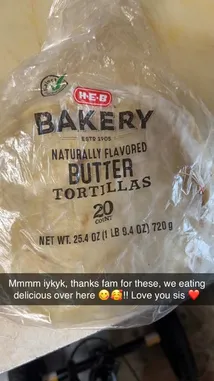 H-E-B
BAKERY
ESTD 1905
NATURALLY FLAVORED
BUTTER
TORTILLAS
20
COUNT
NET WT. 25.4 OZ (1 LB 9.4 OZ) 720 g
Mmmm iykyk, thanks fam for these, we eating
delicious over here 😋🥰!! Love you sis ❤️